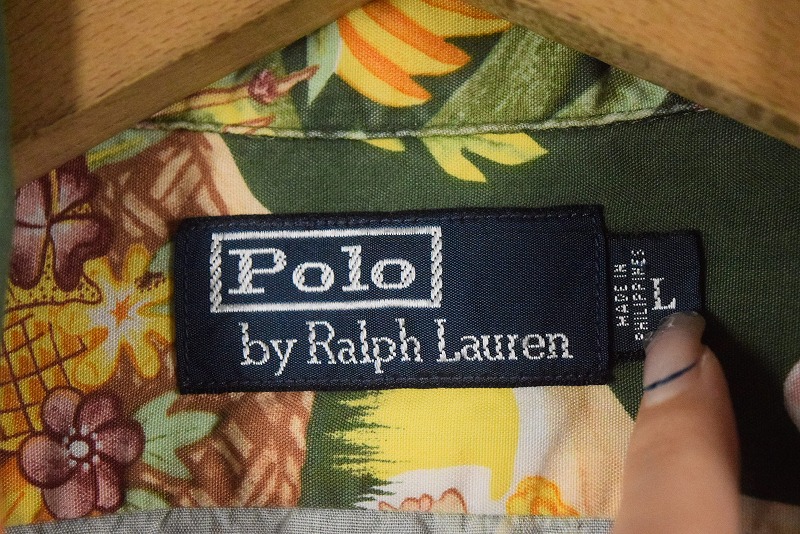 Polo
by Ralph Lauren
MADE IN
PHILIPPINES
L